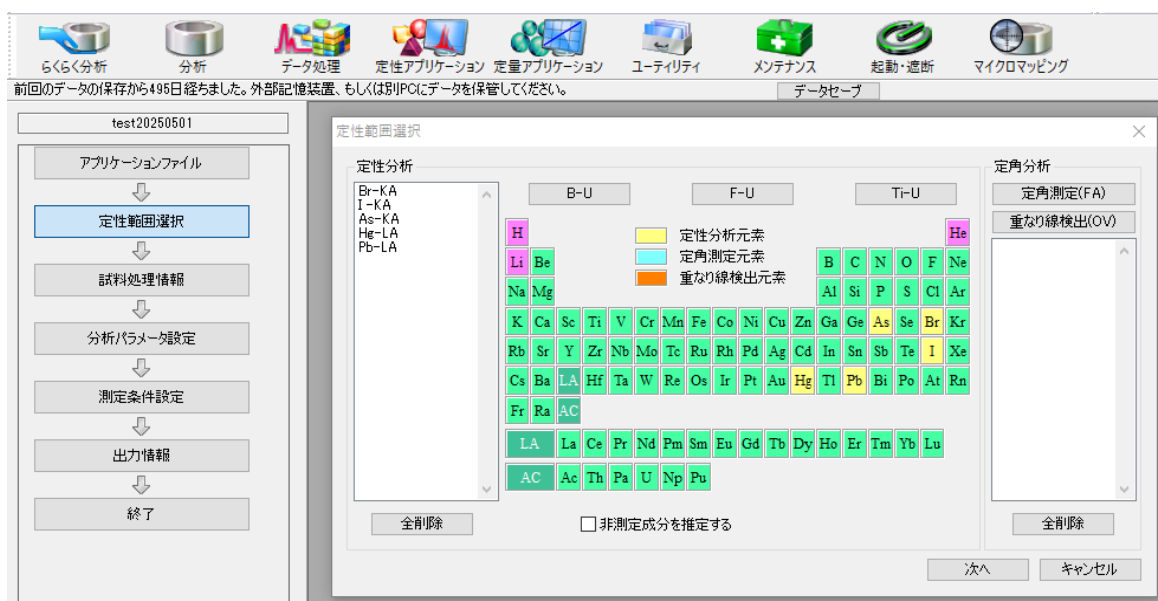 らくらく分析 分析 データ処理 定性アプリケーション 定量アプリケーション ユーティリティ メンテナンス 起動・遮断 マイクロマッピング
前回のデータの保存から495日経ちました。外部記憶装置、もしくは別PCにデータを保管してください。 データセーブ
test20250501
アプリケーションファイル
定性範囲選択
試料処理情報
分析パラメータ設定
測定条件設定
出力情報
終了
定性範囲選択
定性分析
Br-KA
I-KA
As-KA
Hg-LA
Pb-LA
全削除
B-U F-U Ti-U
定性分析元素
定角測定元素
重なり線検出元素
H He
Li Be B C N O F Ne
Na Mg Al Si P S Cl Ar
K Ca Sc Ti V Cr Mn Fe Co Ni Cu Zn Ga Ge As Se Br Kr
Rb Sr Y Zr Nb Mo Tc Ru Rh Pd Ag Cd In Sn Sb Te I Xe
Cs Ba LA Hf Ta W Re Os Ir Pt Au Hg Tl Pb Bi Po At Rn
Fr Ra AC
LA La Ce Pr Nd Pm Sm Eu Gd Tb Dy Ho Er Tm Yb Lu
AC Ac Th Pa U Np Pu
非測定成分を推定する
定角分析
定角測定(FA)
重なり線検出(OV)
全削除
次へ キャンセル